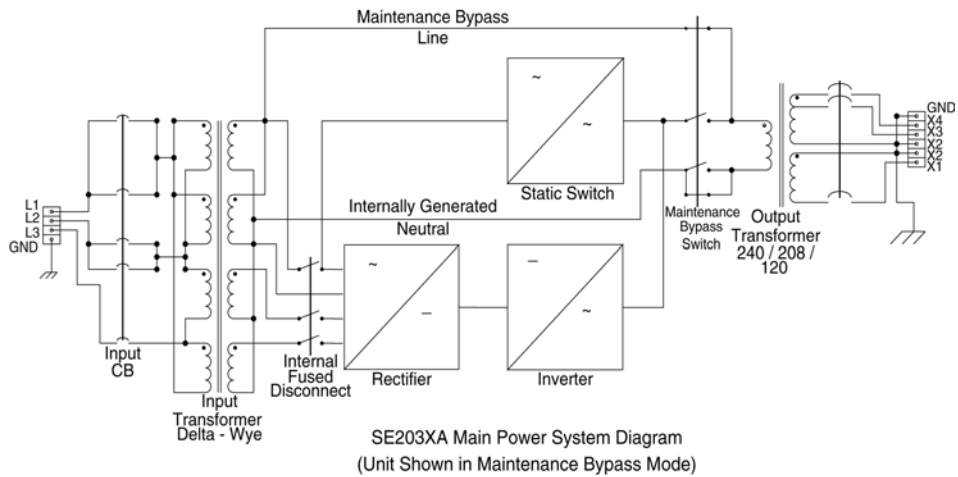 Maintenance Bypass
Line
~
~
Static Switch
GND
X4
X3
X2
X2
X1
L1
L2
L3
GND
Internally Generated
Neutral
Maintenance
Bypass
Switch
Output
Transformer
240 / 208 /
120
~
–
Rectifier
–
~
Inverter
Input
CB
Internal
Fused
Disconnect
Input
Transformer
Delta - Wye
SE203XA Main Power System Diagram
(Unit Shown in Maintenance Bypass Mode)